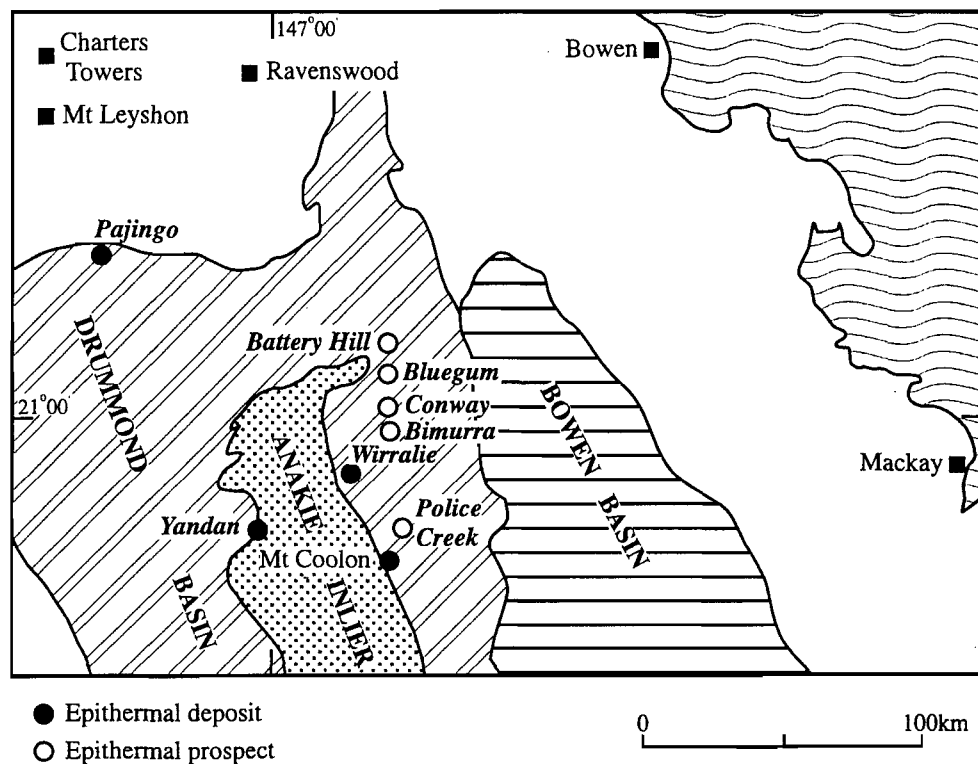 147°00'
Charters
Towers
Ravenswood
Bowen
Mt Leyshon
Pajingo
DRUMMOND
BASIN
Battery Hill
Bluegum
Conway
Bimurra
21°00'
ANAKIE
INLIER
BOWEN
BASIN
Wirralie
Mackay
Yandan
Police
Creek
Mt Coolon
Epithermal deposit
Epithermal prospect
0 100km